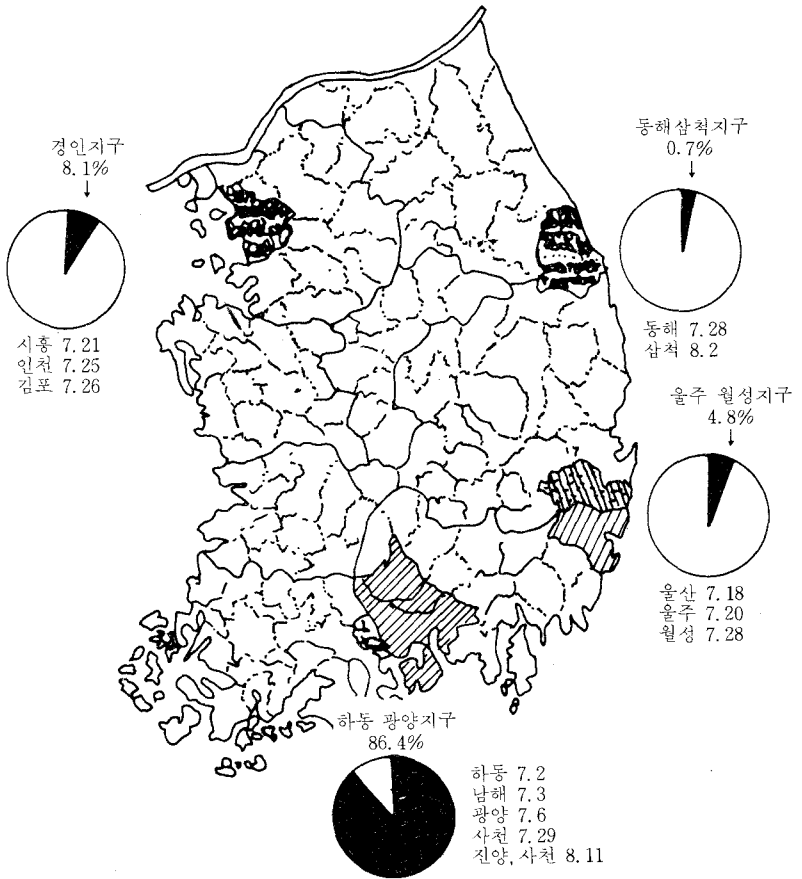 경인지구
8.1%
시흥 7.21
인천 7.25
김포 7.26
동해삼척지구
0.7%
동해 7.28
삼척 8.2
울주 월성지구
4.8%
울산 7.18
울주 7.20
월성 7.28
하동 광양지구
86.4%
하동 7.2
남해 7.3
광양 7.6
사천 7.29
진양, 사천 8.11